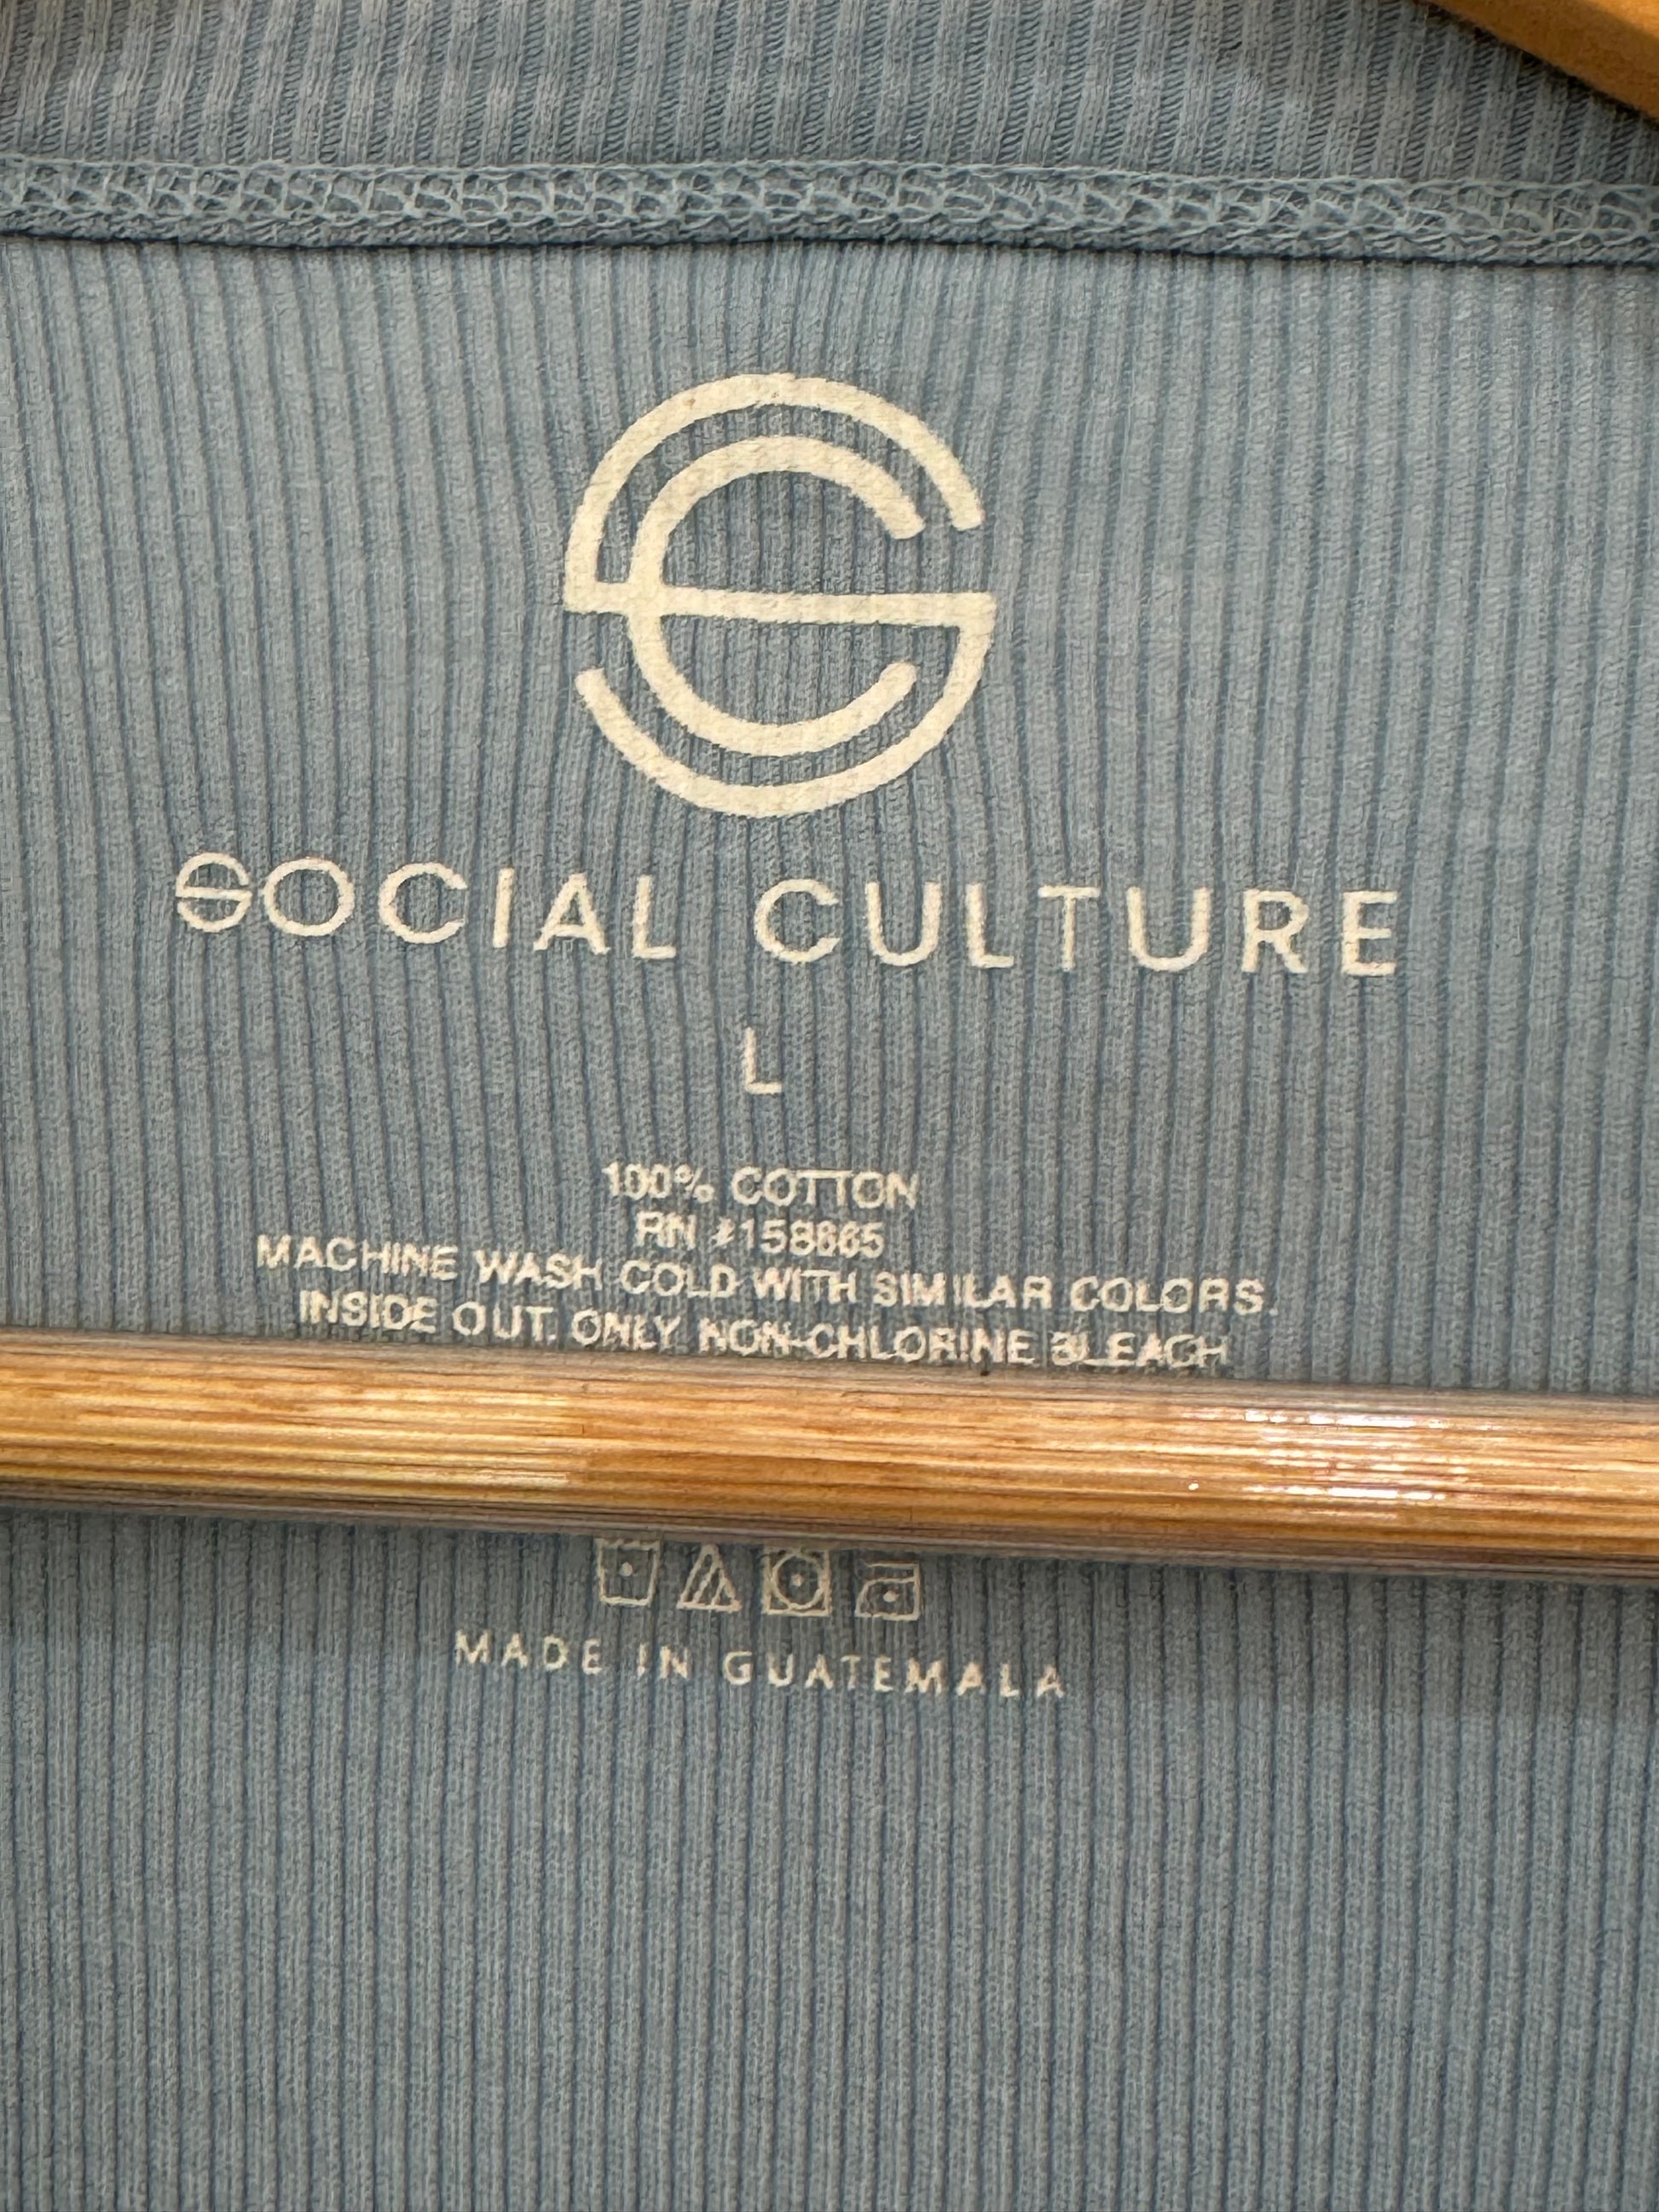 SOCIAL CULTURE
L
100% COTTON
RN #158865
MACHINE WASH COLD WITH SIMILAR COLORS.
INSIDE OUT. ONLY NON-CHLORINE BLEACH
MADE IN GUATEMALA